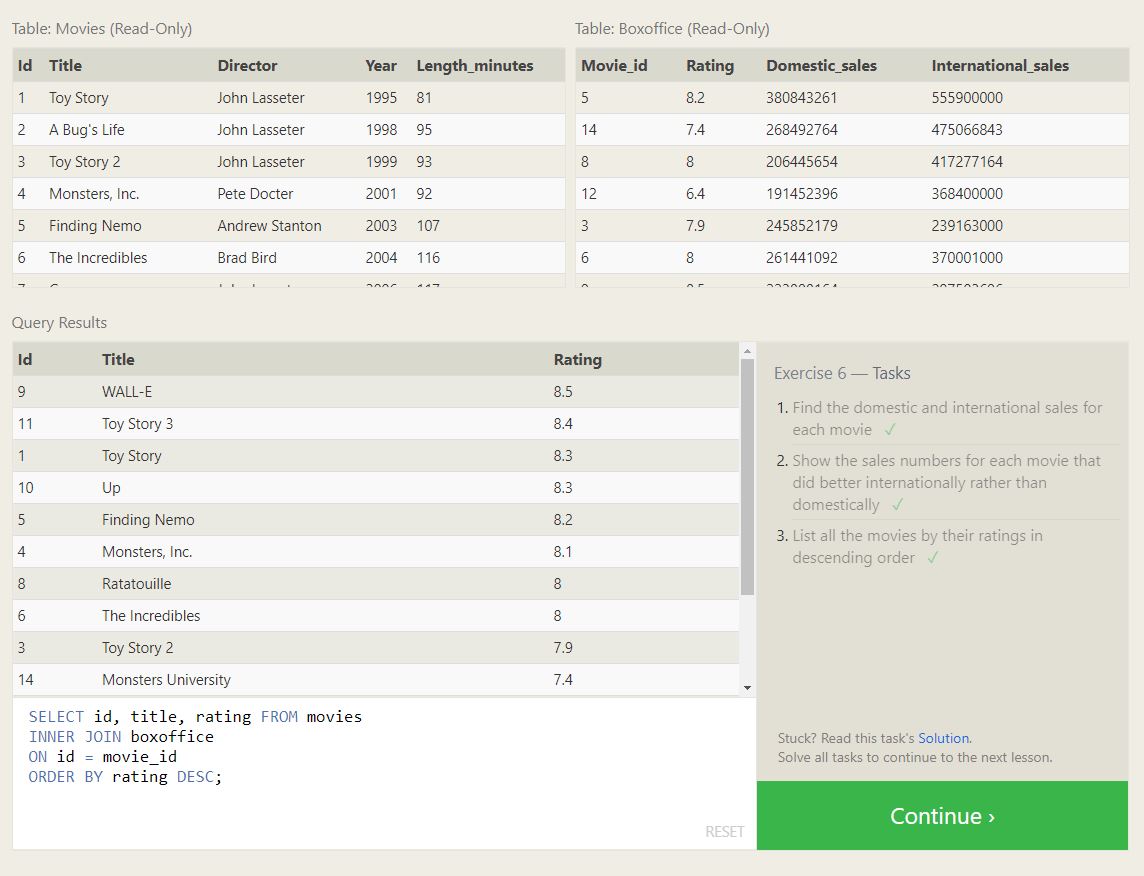 Table: Movies (Read-Only)
Id Title Director Year Length_minutes
1 Toy Story John Lasseter 1995 81
2 A Bug's Life John Lasseter 1998 95
3 Toy Story 2 John Lasseter 1999 93
4 Monsters, Inc. Pete Docter 2001 92
5 Finding Nemo Andrew Stanton 2003 107
6 The Incredibles Brad Bird 2004 116
Table: Boxoffice (Read-Only)
Movie_id Rating Domestic_sales International_sales
5 8.2 380843261 555900000
14 7.4 268492764 475066843
8 8 206445654 417277164
12 6.4 191452396 368400000
3 7.9 245852179 239163000
6 8 261441092 370001000
Query Results
Id Title Rating
9 WALL-E 8.5
11 Toy Story 3 8.4
1 Toy Story 8.3
10 Up 8.3
5 Finding Nemo 8.2
4 Monsters, Inc. 8.1
8 Ratatouille 8
6 The Incredibles 8
3 Toy Story 2 7.9
14 Monsters University 7.4
SELECT id, title, rating FROM movies
INNER JOIN boxoffice
ON id = movie_id
ORDER BY rating DESC;
RESET
Exercise 6 — Tasks
1. Find the domestic and international sales for
each movie ✓
2. Show the sales numbers for each movie that
did better internationally rather than
domestically ✓
3. List all the movies by their ratings in
descending order ✓
Stuck? Read this task's Solution.
Solve all tasks to continue to the next lesson.
Continue ›